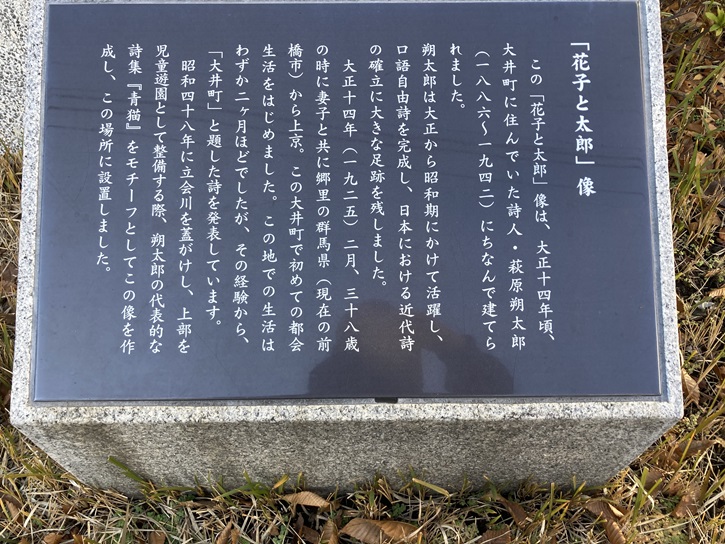 「花子と太郎」像
この「花子と太郎」像は、大正十四年頃、
大井町に住んでいた詩人・萩原朔太郎
（一八八六〜一九四二）にちなんで建てら
れました。
朔太郎は大正から昭和期にかけて活躍し、
口語自由詩を完成し、日本における近代詩
の確立に大きな足跡を残しました。
大正十四年（一九二五）二月、三十八歳
の時に妻子と共に郷里の群馬県（現在の前
橋市）から上京。この大井町で初めての都会
生活をはじめました。この地での生活は
わずか二ヶ月ほどでしたが、その経験から、
「大井町」と題した詩を発表しています。
昭和四十八年に立会川を蓋がけし、上部を
児童遊園として整備する際、朔太郎の代表的な
詩集『青猫』をモチーフとしてこの像を作
成し、この場所に設置しました。